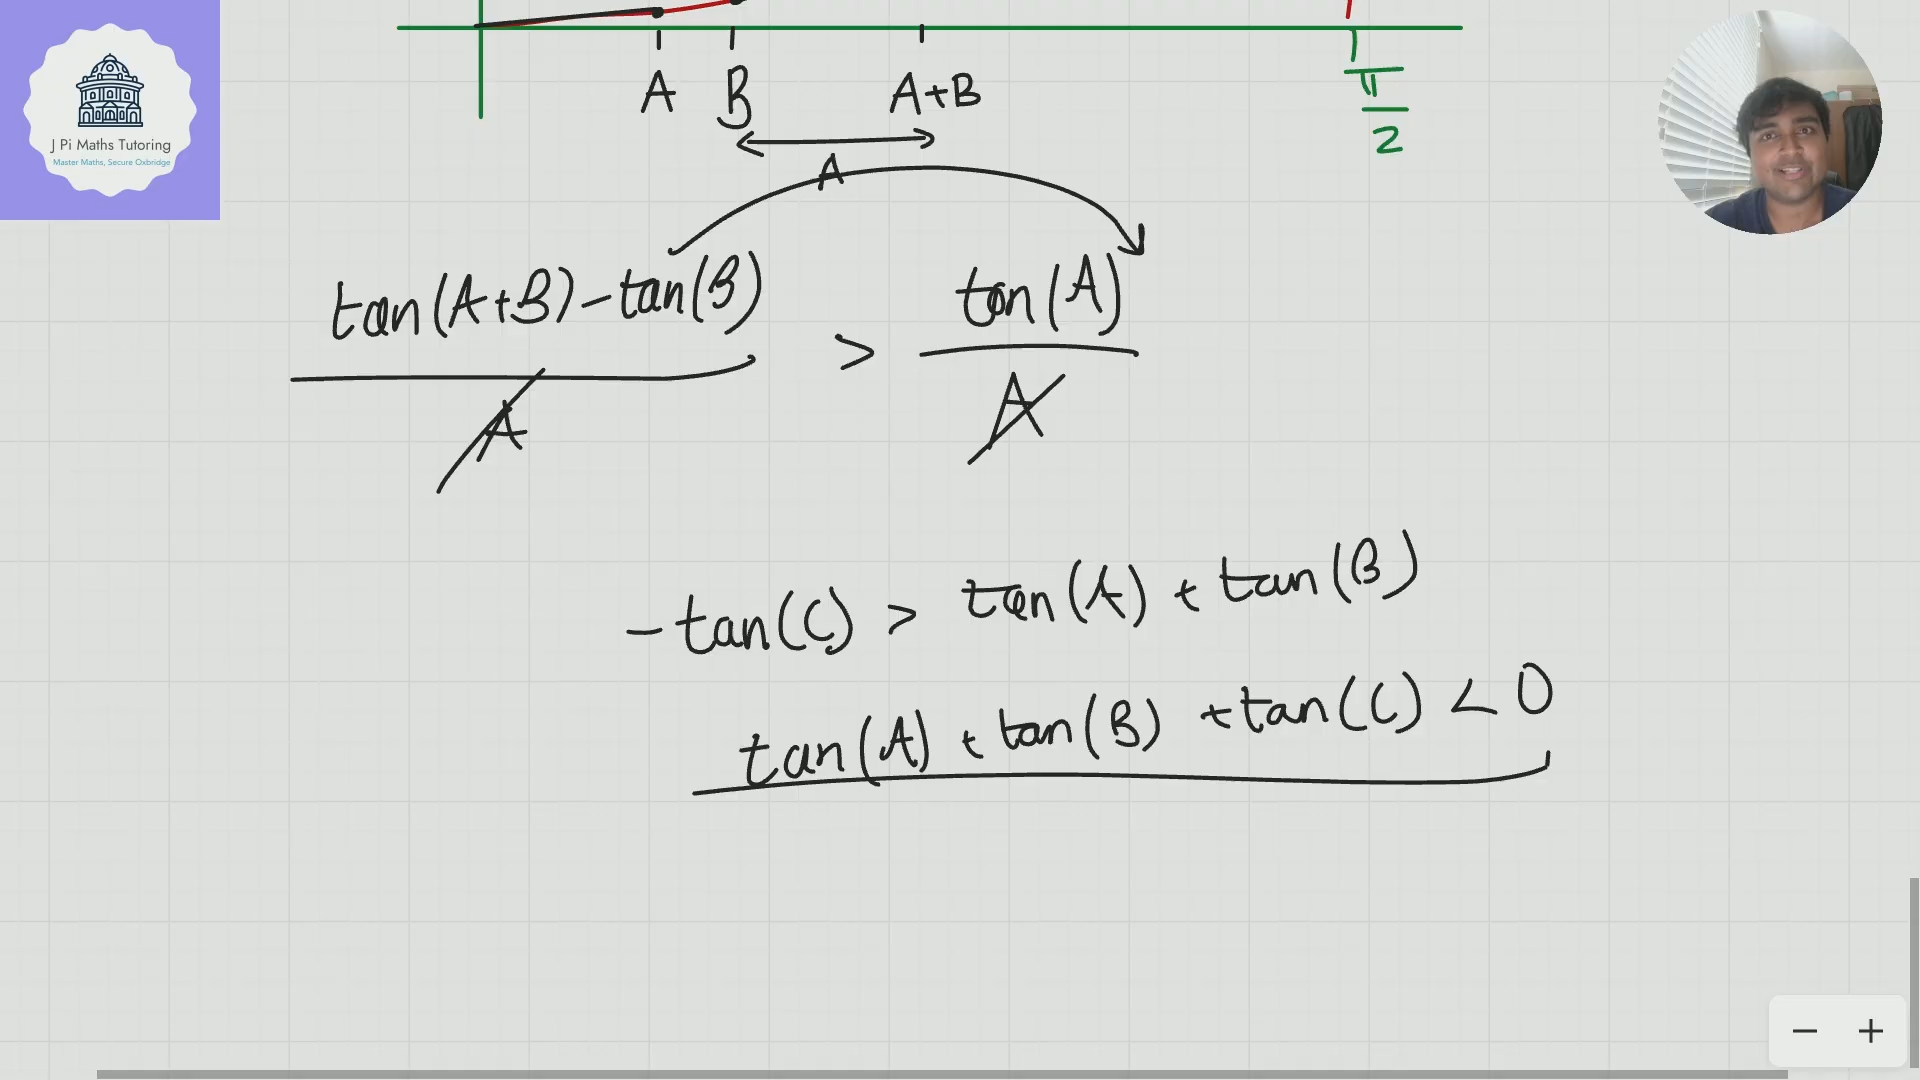 J Pi Maths Tutoring
Master Maths, Secure Oxbridge
A B A+B
π
2
A
tan(A+B)-tan(B) > tan(A)
A A
-tan(C) > tan(A) + tan(B)
tan(A) + tan(B) + tan(C) < 0